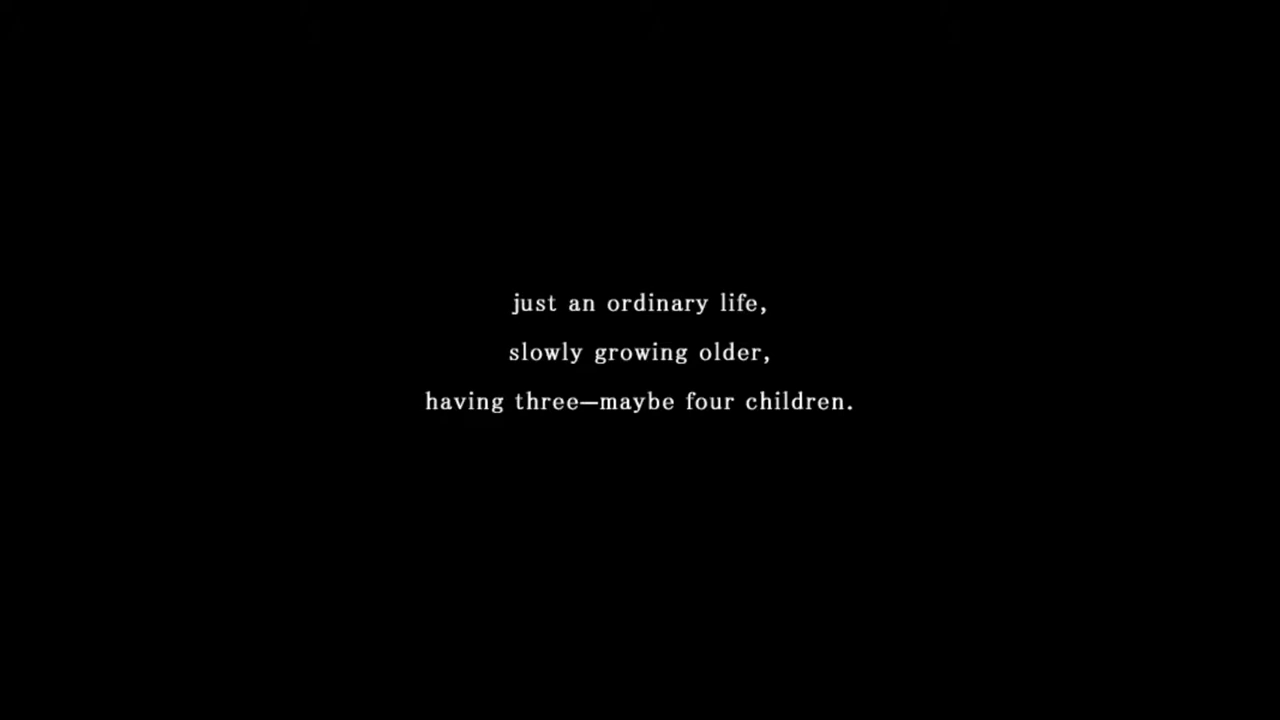 just an ordinary life,
slowly growing older,
having three—maybe four children.